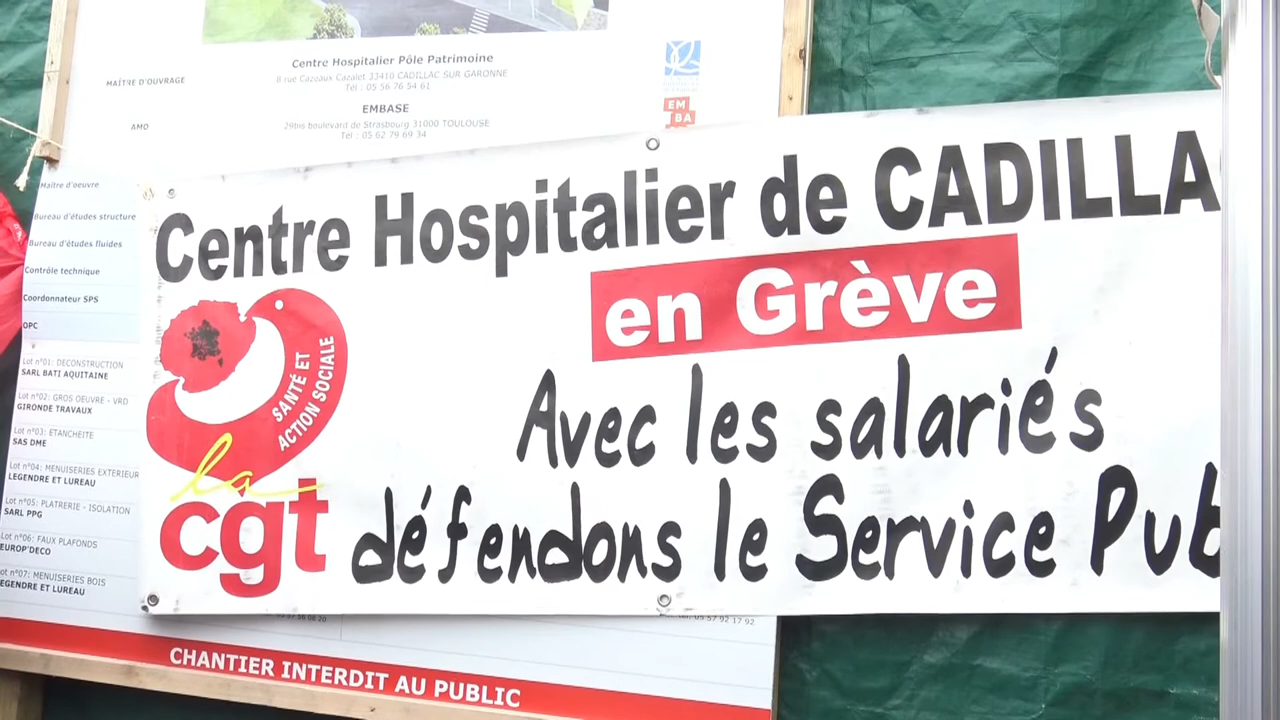 Centre Hospitalier Pôle Patrimoine
MAÎTRE D'OUVRAGE
8 rue Cazeaux Cazalet 33410 CADILLAC SUR GARONNE
Tél : 05 56 76 54 61
EMBASE
AMO
29bis boulevard de Strasbourg 31000 TOULOUSE
Tél : 05 62 79 69 34
EM
BA
Maître d'oeuvre
Bureau d'études structure
Bureau d'études fluides
Contrôle technique
Coordonnateur SPS
OPC
Lot n°01: DECONSTRUCTION
SARL BATI AQUITAINE
Lot n°02: GROS OEUVRE - VRD
GIRONDE TRAVAUX
Lot n°03: ETANCHEITE
SAS DME
Lot n°04: MENUISERIES EXTERIEUR
LEGENDRE ET LUREAU
Lot n°05: PLATRERIE - ISOLATION
SARL PPG
Lot n°06: FAUX PLAFONDS
EUROP'DECO
Lot n°07: MENUISERIES BOIS
LEGENDRE ET LUREAU
Centre Hospitalier de CADILLA
en Grève
SANTÉ ET
ACTION SOCIALE
la
cgt
Avec les salariés
défendons le Service Pub
05 57 92 17 92
CHANTIER INTERDIT AU PUBLIC